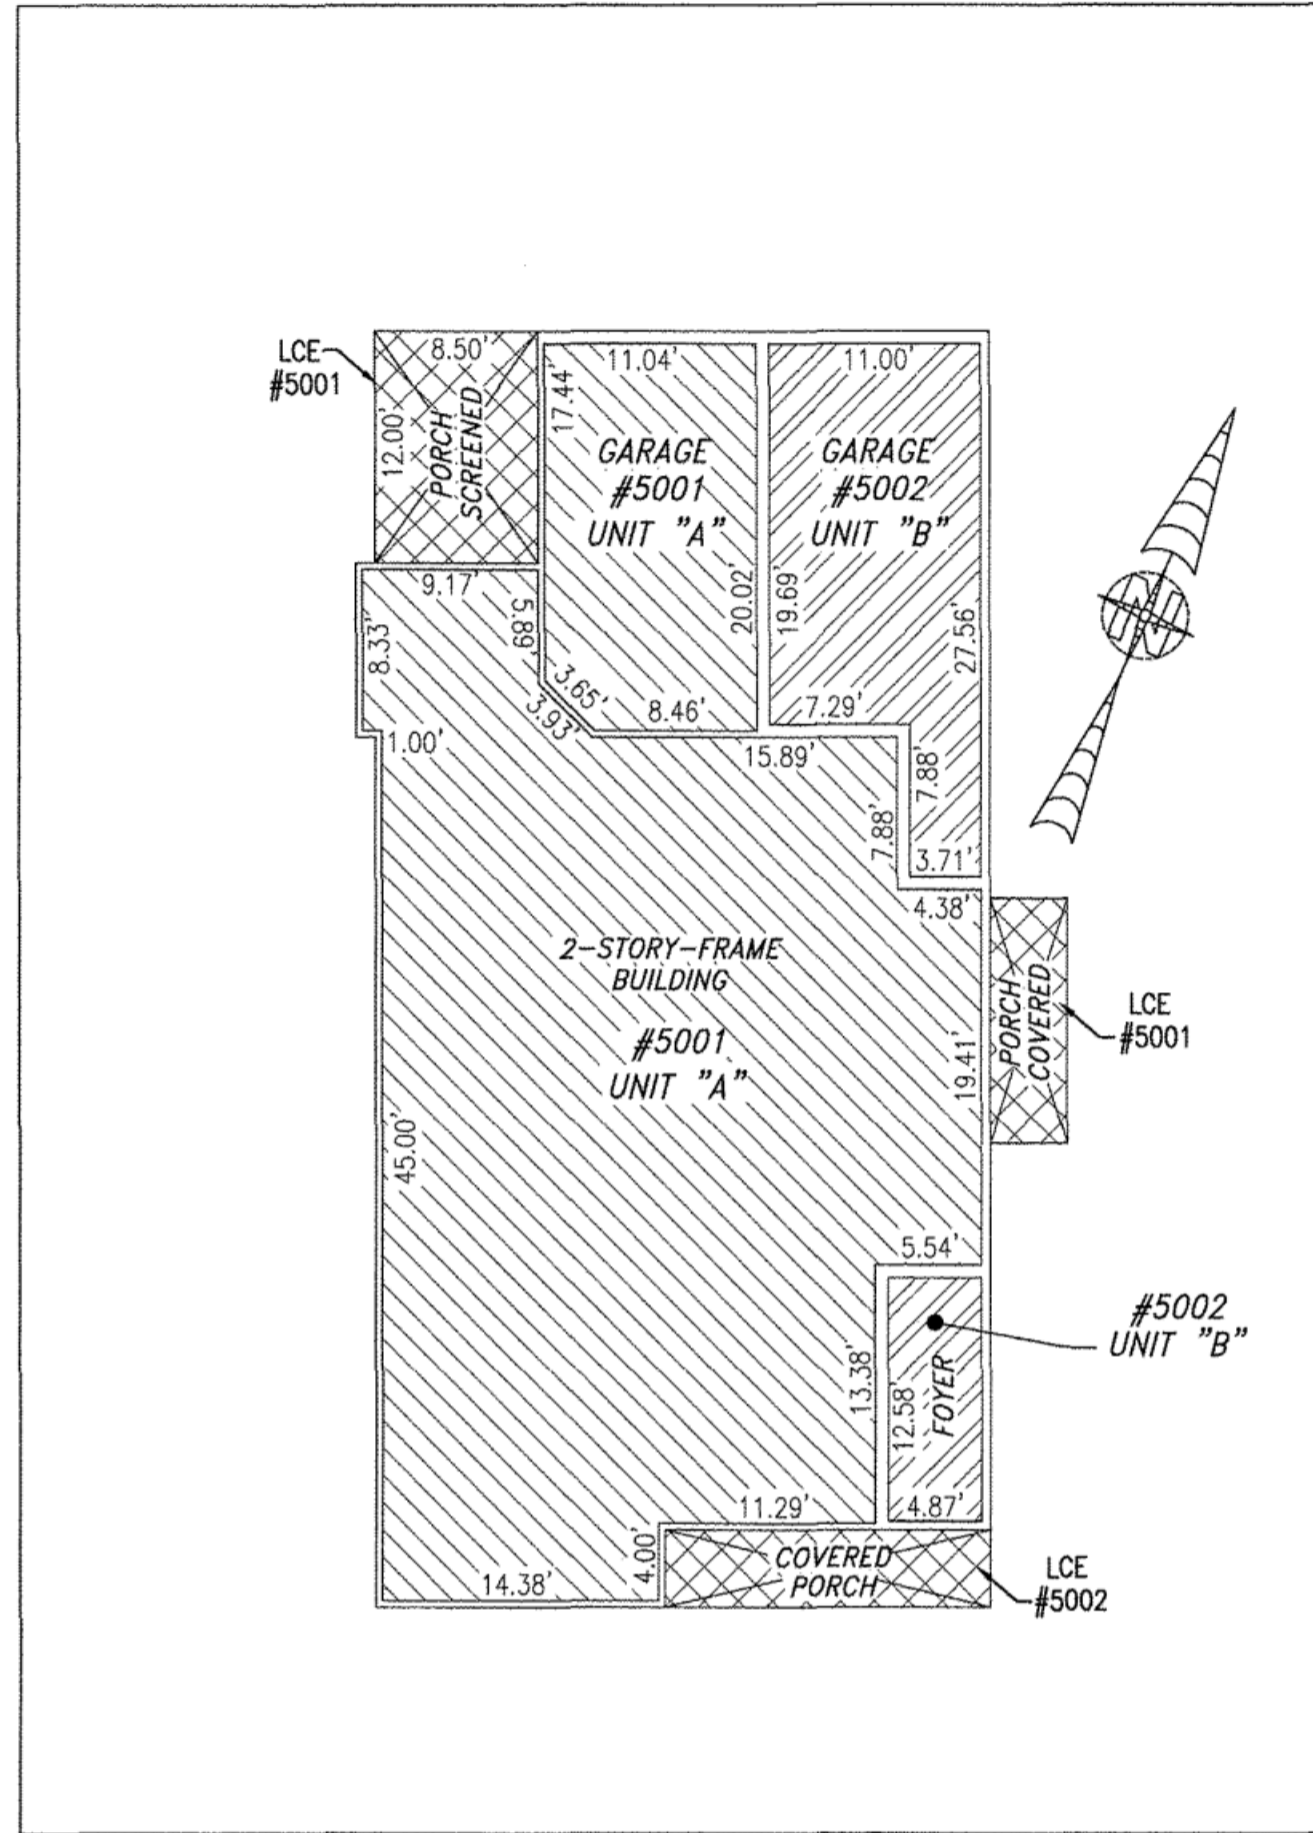 LCE
#5001
8.50'
12.00'
PORCH
SCREENED
17.44'
11.04'
GARAGE
#5001
UNIT "A"
20.02'
11.00'
GARAGE
#5002
UNIT "B"
19.69'
27.56'
9.17'
5.89'
8.33'
3.65'
3.93'
8.46'
7.29'
1.00'
15.89'
7.88'
7.88'
3.71'
4.38'
N
2-STORY-FRAME
BUILDING
#5001
UNIT "A"
19.41'
PORCH
COVERED
LCE
#5001
45.00'
5.54'
#5002
UNIT "B"
13.38'
12.58'
FOYER
4.87'
11.29'
4.00'
14.38'
COVERED
PORCH
LCE
#5002